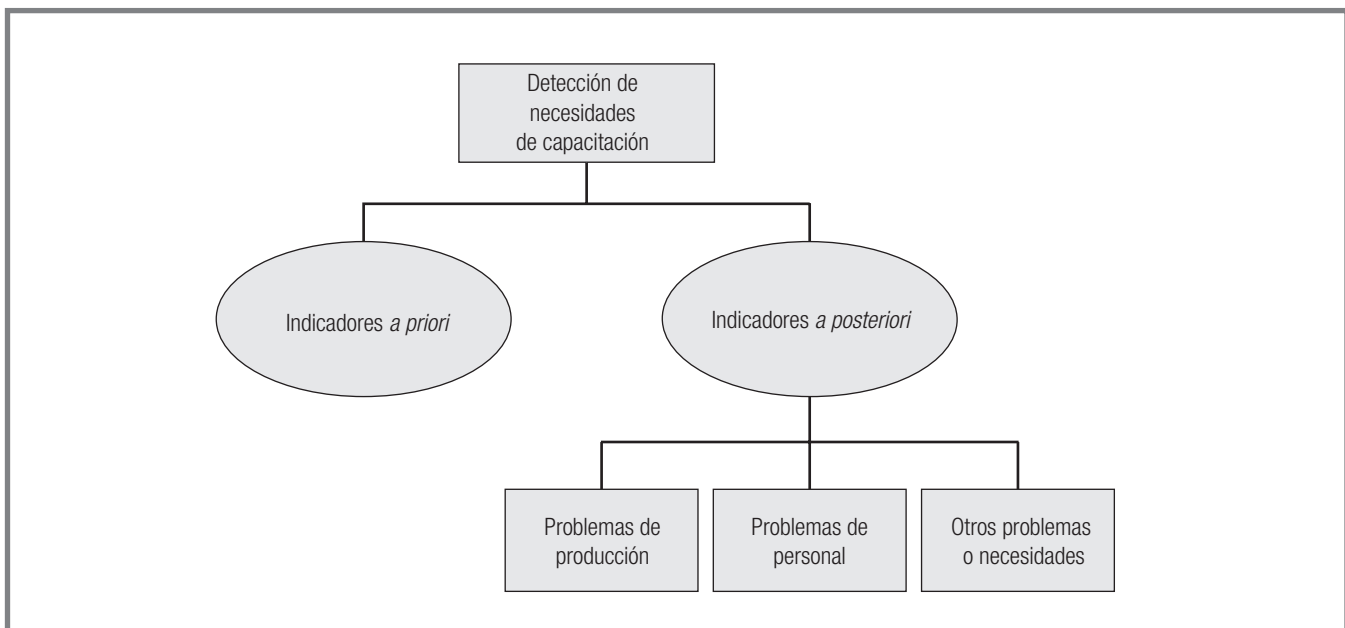 Detección de
necesidades
de capacitación
Indicadores a priori
Indicadores a posteriori
Problemas de
producción
Problemas de
personal
Otros problemas
o necesidades